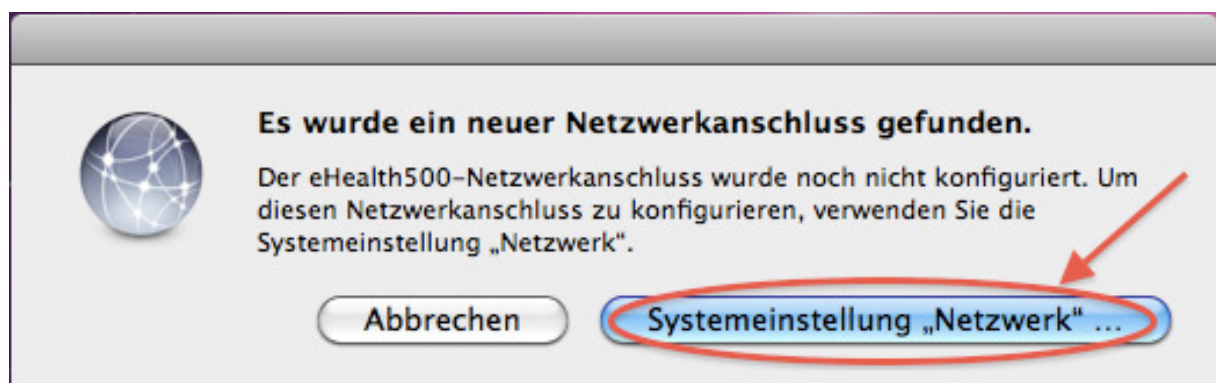 Es wurde ein neuer Netzwerkanschluss gefunden.
Der eHealth500-Netzwerkanschluss wurde noch nicht konfiguriert. Um
diesen Netzwerkanschluss zu konfigurieren, verwenden Sie die
Systemeinstellung „Netzwerk“.
Abbrechen
Systemeinstellung „Netzwerk“ ...